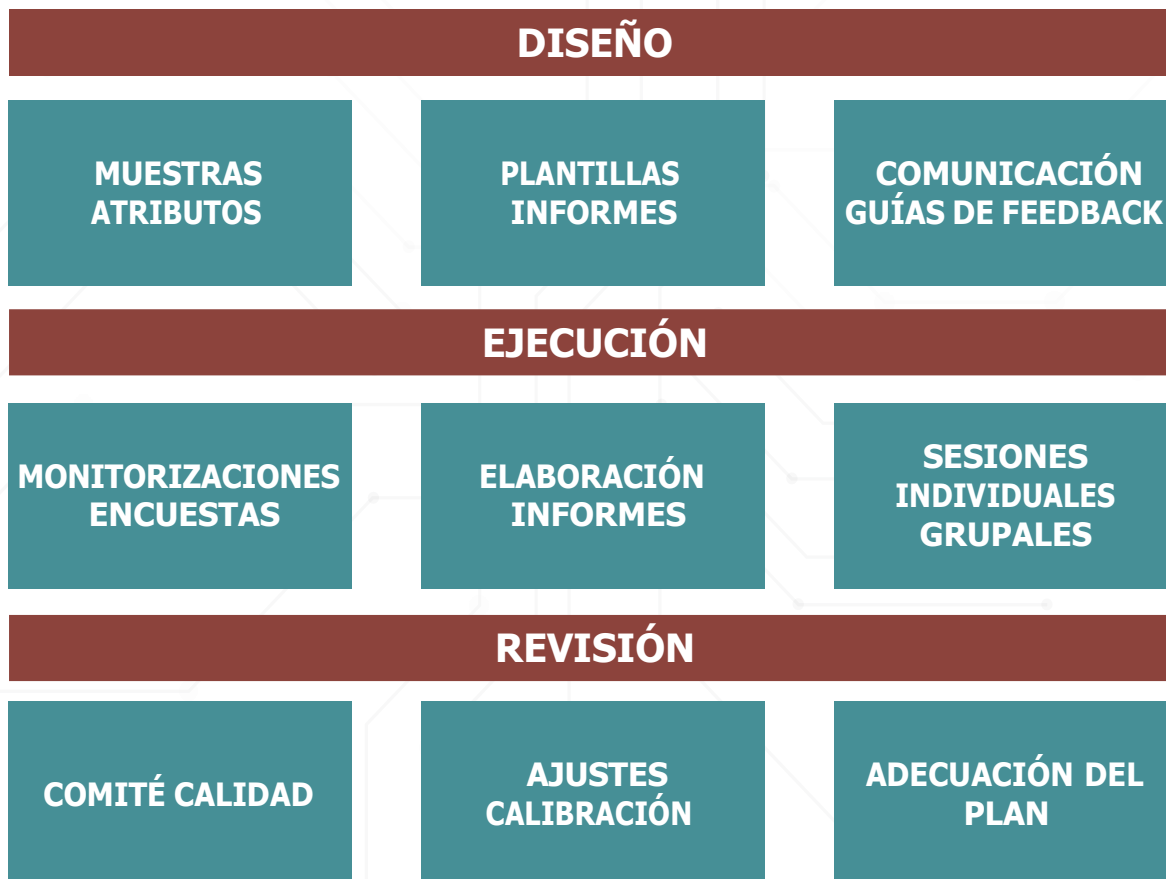 DISEÑO
MUESTRAS
ATRIBUTOS
PLANTILLAS
INFORMES
COMUNICACIÓN
GUÍAS DE FEEDBACK
EJECUCIÓN
MONITORIZACIONES
ENCUESTAS
ELABORACIÓN
INFORMES
SESIONES
INDIVIDUALES
GRUPALES
REVISIÓN
COMITÉ CALIDAD
AJUSTES
CALIBRACIÓN
ADECUACIÓN DEL
PLAN